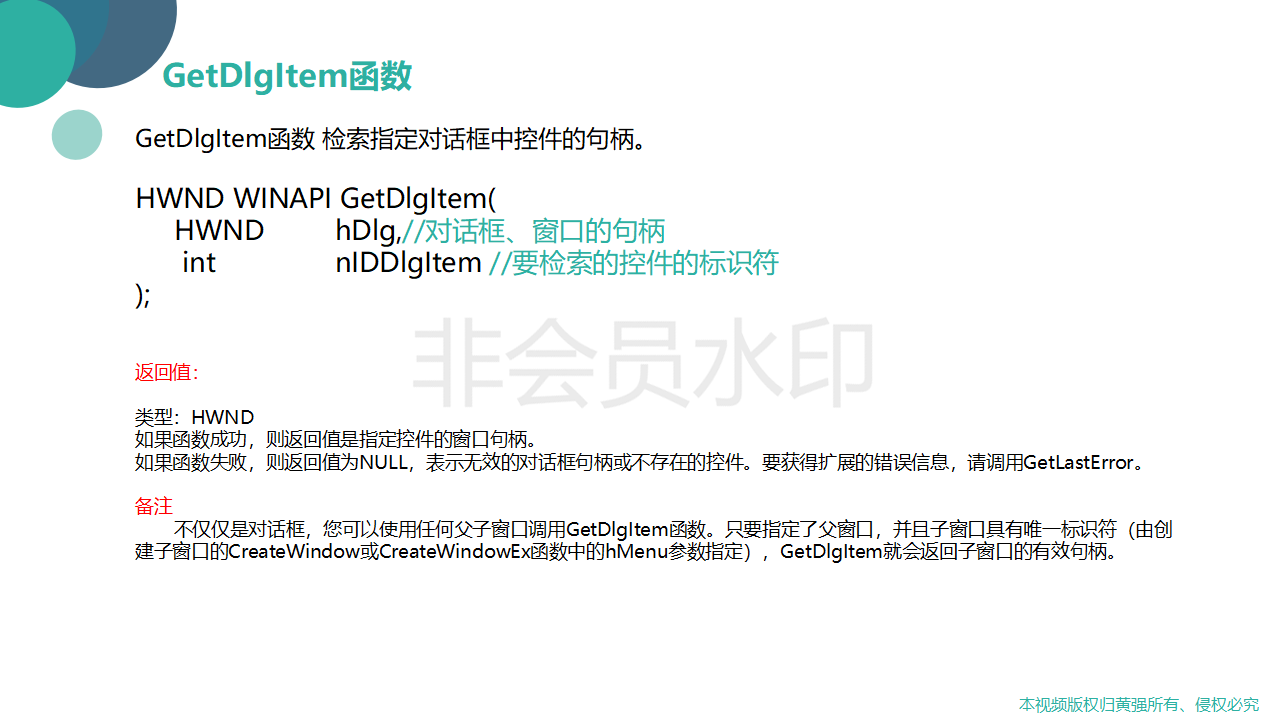 GetDlgItem函数
GetDlgItem函数 检索指定对话框中控件的句柄。
HWND WINAPI GetDlgItem(
HWND hDlg,//对话框、窗口的句柄
int nIDDlgItem //要检索的控件的标识符
);
非会员水印
返回值：
类型：HWND
如果函数成功，则返回值是指定控件的窗口句柄。
如果函数失败，则返回值为NULL，表示无效的对话框句柄或不存在的控件。要获得扩展的错误信息，请调用GetLastError。
备注
不仅仅是对话框，您可以使用任何父子窗口调用GetDlgItem函数。只要指定了父窗口，并且子窗口具有唯一标识符（由创
建子窗口的CreateWindow或CreateWindowEx函数中的hMenu参数指定），GetDlgItem就会返回子窗口的有效句柄。
本视频版权归黄强所有、侵权必究